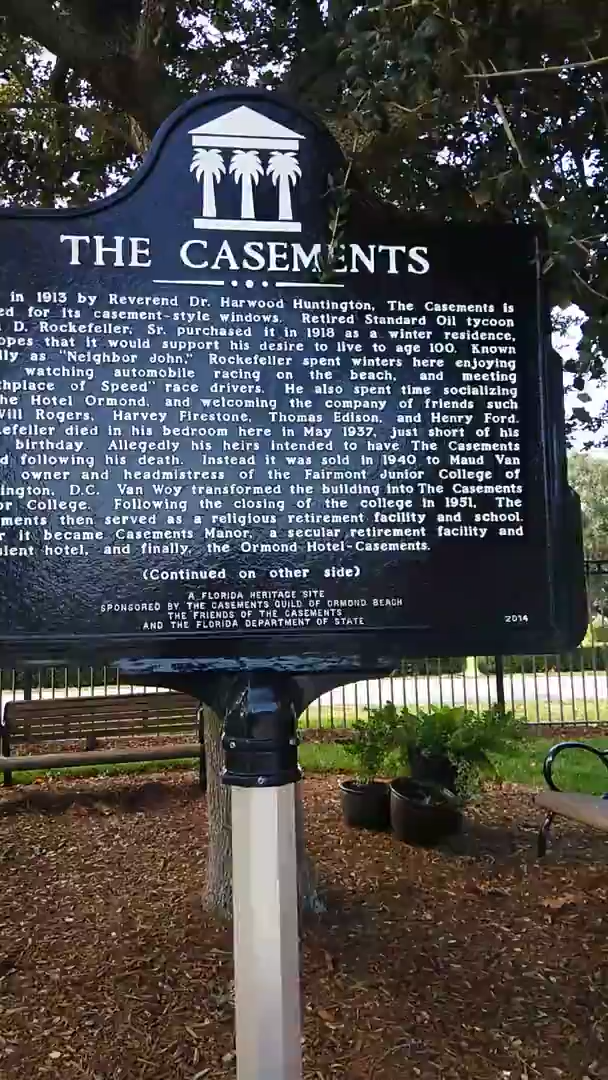 THE CASEMENTS
in 1913 by Reverend Dr. Harwood Huntington, The Casements is
ed for its casement-style windows. Retired Standard Oil tycoon
D. Rockefeller, Sr. purchased it in 1918 as a winter residence,
opes that it would support his desire to live to age 100. Known
lly as "Neighbor John," Rockefeller spent winters here enjoying
watching automobile racing on the beach, and meeting
thplace of Speed" race drivers. He also spent time socializing
he Hotel Ormond, and welcoming the company of friends such
Will Rogers, Harvey Firestone, Thomas Edison, and Henry Ford.
efeller died in his bedroom here in May 1937, just short of his
birthday. Allegedly his heirs intended to have The Casements
d following his death. Instead it was sold in 1940 to Maud Van
owner and headmistress of the Fairmont Junior College of
ington, D.C. Van Woy transformed the building into The Casements
or College. Following the closing of the college in 1951, The
ments then served as a religious retirement facility and school.
r it became Casements Manor, a secular retirement facility and
ulent hotel, and finally, the Ormond Hotel-Casements.
(Continued on other side)
A FLORIDA HERITAGE SITE
SPONSORED BY THE CASEMENTS GUILD OF ORMOND BEACH
THE FRIENDS OF THE CASEMENTS
AND THE FLORIDA DEPARTMENT OF STATE
2014